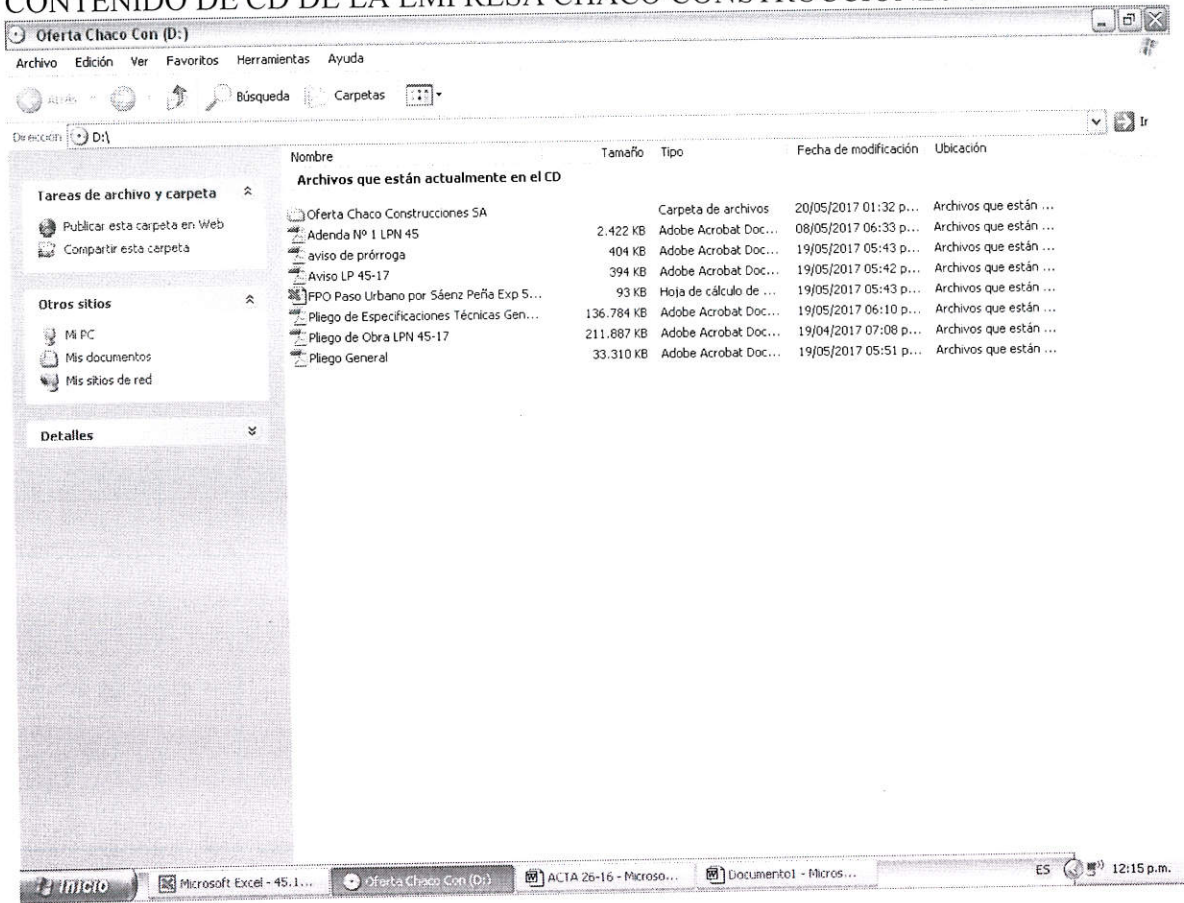 CONTENIDO DE CD DE LA EMPRESA CHACO CONSTRUCCIONES
Oferta Chaco Con (D:)
Archivo Edición Ver Favoritos Herramientas Ayuda
Atrás Búsqueda Carpetas
Dirección D:\ Ir
Nombre Tamaño Tipo Fecha de modificación Ubicación
Archivos que están actualmente en el CD
Tareas de archivo y carpeta
Publicar esta carpeta en Web
Compartir esta carpeta
Otros sitios
Mi PC
Mis documentos
Mis sitios de red
Detalles
Oferta Chaco Construcciones SA Carpeta de archivos 20/05/2017 01:32 p... Archivos que están ...
Adenda Nº 1 LPN 45 2.422 KB Adobe Acrobat Doc... 08/05/2017 06:33 p... Archivos que están ...
aviso de prórroga 404 KB Adobe Acrobat Doc... 19/05/2017 05:43 p... Archivos que están ...
Aviso LP 45-17 394 KB Adobe Acrobat Doc... 19/05/2017 05:42 p... Archivos que están ...
FPO Paso Urbano por Sáenz Peña Exp 5... 93 KB Hoja de cálculo de ... 19/05/2017 05:43 p... Archivos que están ...
Pliego de Especificaciones Técnicas Gen... 136.784 KB Adobe Acrobat Doc... 19/05/2017 06:10 p... Archivos que están ...
Pliego de Obra LPN 45-17 211.887 KB Adobe Acrobat Doc... 19/04/2017 07:08 p... Archivos que están ...
Pliego General 33.310 KB Adobe Acrobat Doc... 19/05/2017 05:51 p... Archivos que están ...
Inicio Microsoft Excel - 45.1... Oferta Chaco Con (D:) ACTA 26-16 - Microso... Documento1 - Micros... ES 12:15 p.m.